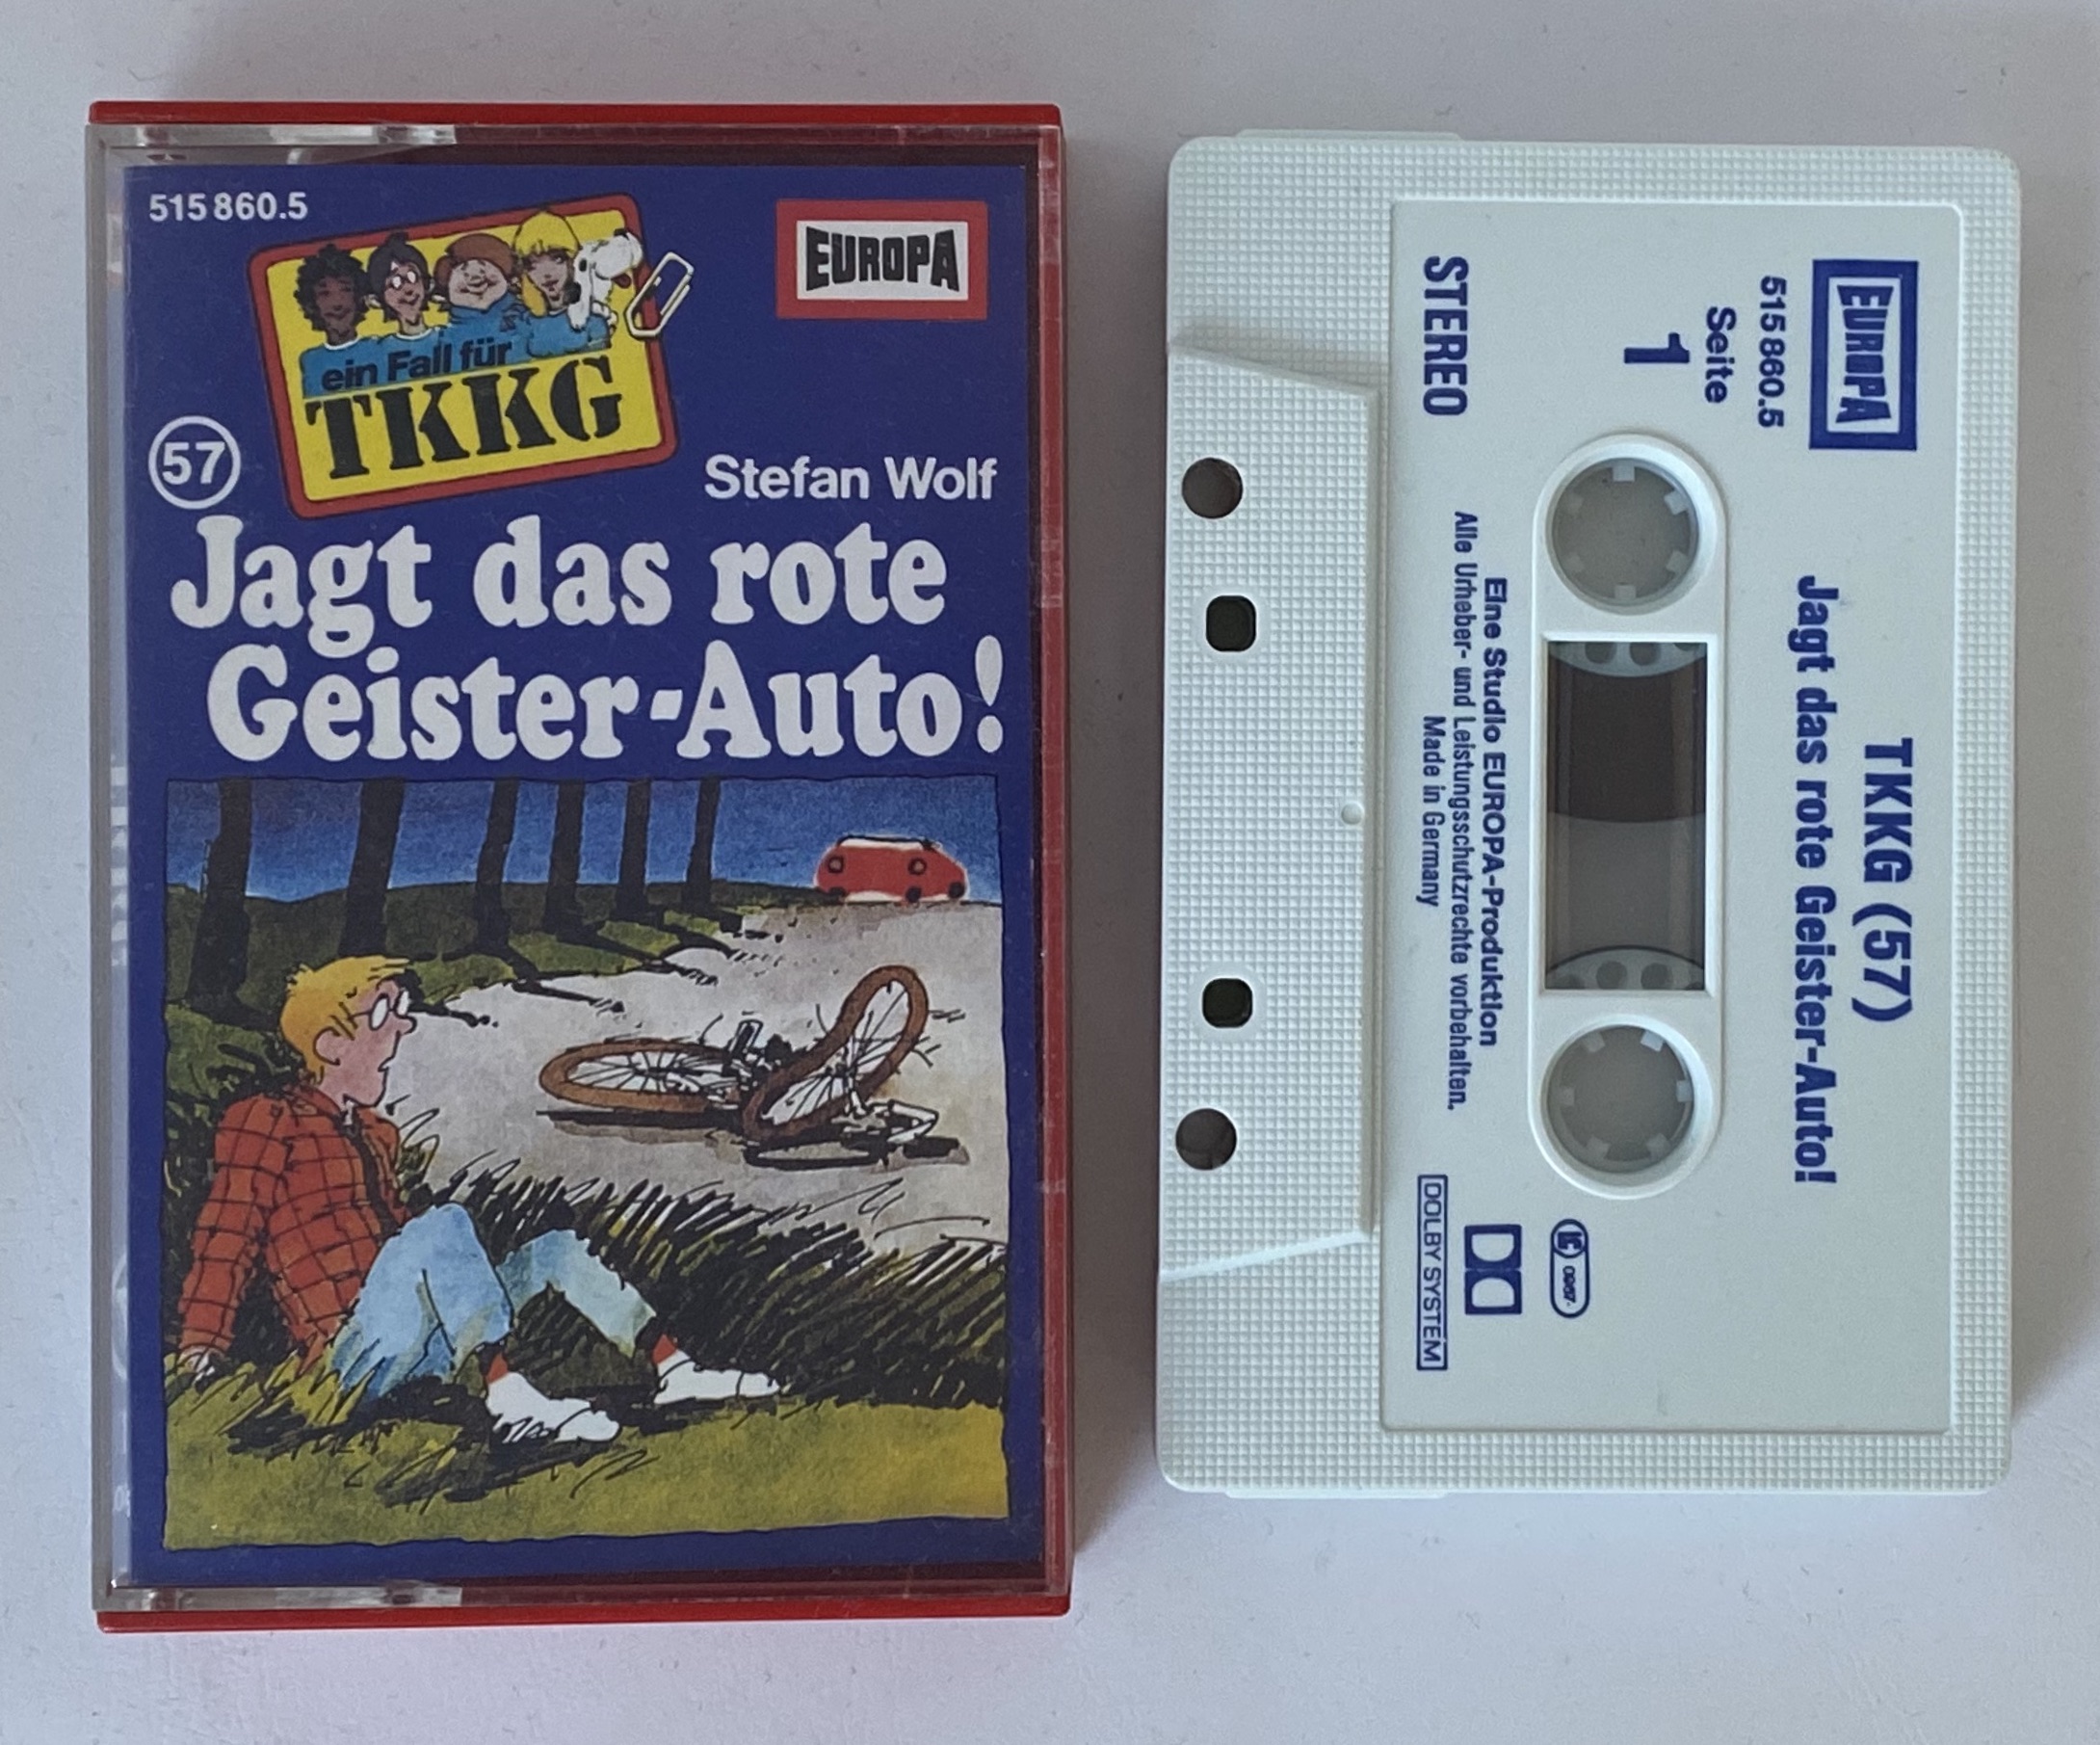 515 860.5
EUROPA
ein Fall für
TKKG
57
Stefan Wolf
Jagt das rote
Geister-Auto!
EUROPA
515 860.5
Seite
1
STEREO
TKKG (57)
Jagt das rote Geister-Auto!
Eine Studio EUROPA-Produktion
Alle Urheber- und Leistungsschutzrechte vorbehalten.
Made in Germany
DOLBY SYSTEM